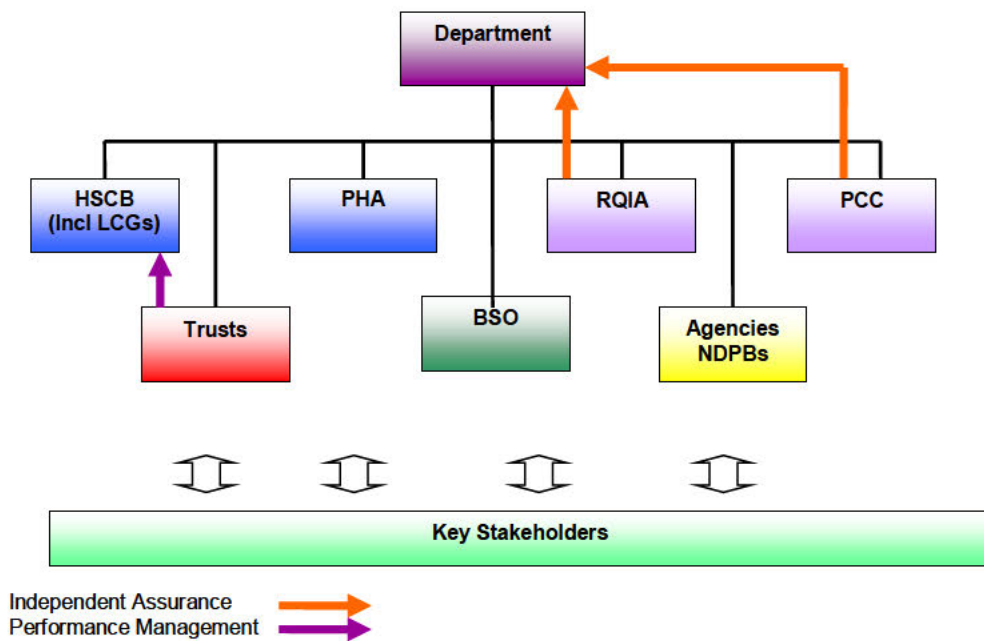 Department
HSCB
(Incl LCGs)
PHA
RQIA
PCC
Trusts
BSO
Agencies
NDPBs
Key Stakeholders
Independent Assurance
Performance Management